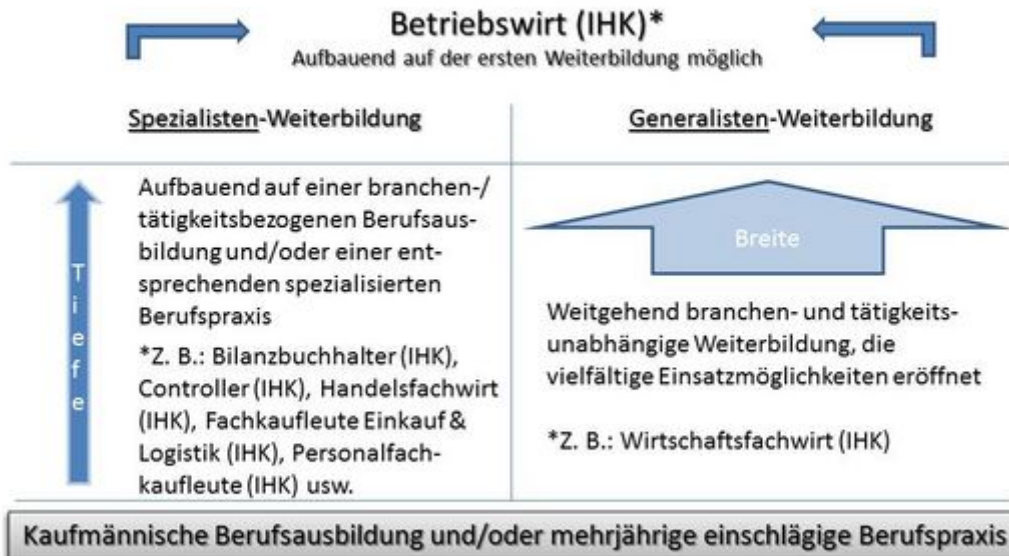 Betriebswirt (IHK)*
Aufbauend auf der ersten Weiterbildung möglich
Spezialisten-Weiterbildung
Generalisten-Weiterbildung
Tiefe
Aufbauend auf einer branchen-/
tätigkeitsbezogenen Berufsaus-
bildung und/oder einer ent-
sprechenden spezialisierten
Berufspraxis
*Z. B.: Bilanzbuchhalter (IHK),
Controller (IHK), Handelsfachwirt
(IHK), Fachkaufleute Einkauf &
Logistik (IHK), Personalfach-
kaufleute (IHK) usw.
Breite
Weitgehend branchen- und tätigkeits-
unabhängige Weiterbildung, die
vielfältige Einsatzmöglichkeiten eröffnet
*Z. B.: Wirtschaftsfachwirt (IHK)
Kaufmännische Berufsausbildung und/oder mehrjährige einschlägige Berufspraxis